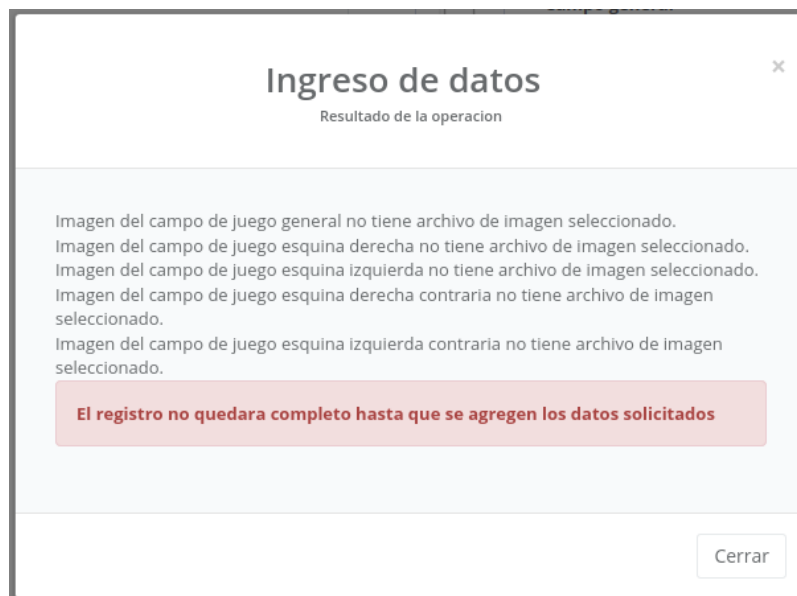 Campo general
×
Ingreso de datos
Resultado de la operacion
Imagen del campo de juego general no tiene archivo de imagen seleccionado.
Imagen del campo de juego esquina derecha no tiene archivo de imagen seleccionado.
Imagen del campo de juego esquina izquierda no tiene archivo de imagen seleccionado.
Imagen del campo de juego esquina derecha contraria no tiene archivo de imagen
seleccionado.
Imagen del campo de juego esquina izquierda contraria no tiene archivo de imagen
seleccionado.
El registro no quedara completo hasta que se agregen los datos solicitados
Cerrar